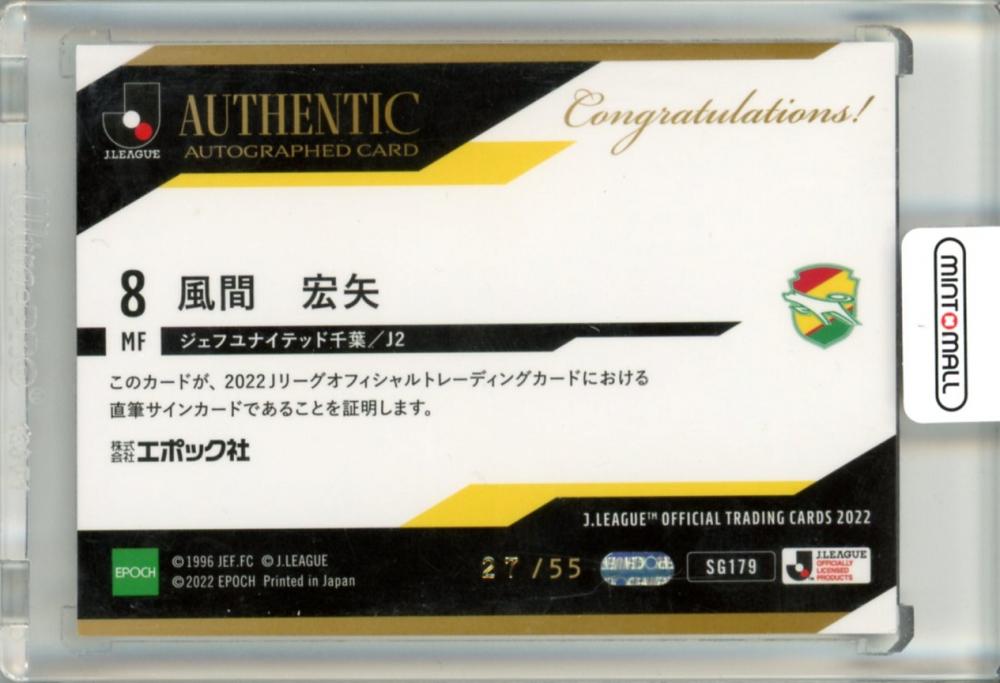 J.LEAGUE
AUTHENTIC
AUTOGRAPHED CARD
Congratulations!
8 風間 宏矢
MF ジェフユナイテッド千葉/J2
このカードが、2022Jリーグオフィシャルトレーディングカードにおける
直筆サインカードであることを証明します。
株式会社エポック社
J.LEAGUE™ OFFICIAL TRADING CARDS 2022
EPOCH
©1996 JEF.FC ©J.LEAGUE
©2022 EPOCH Printed in Japan
27/55
SG179
J.LEAGUE
OFFICIALLY
LICENSED
PRODUCTS
MINTOMALL